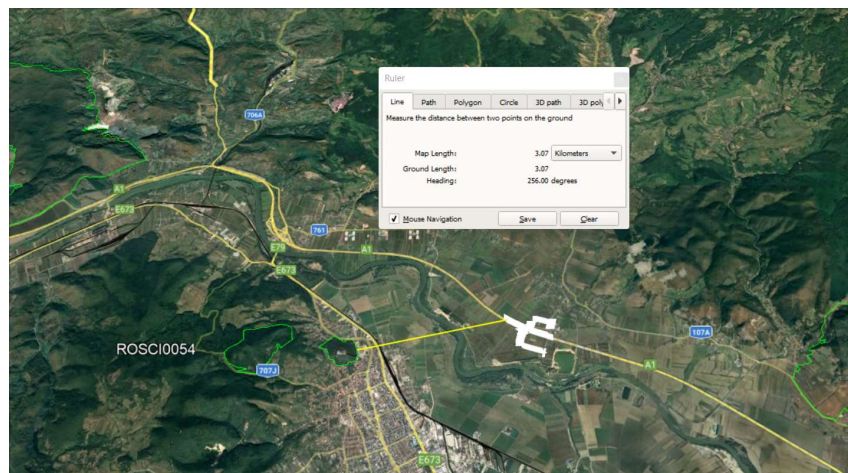 Ruler
Line Path Polygon Circle 3D path 3D poly
Measure the distance between two points on the ground
Map Length: 3.07 Kilometers
Ground Length: 3.07
Heading: 256.00 degrees
Mouse Navigation Save Clear
706A
A1
E673
761
E79
A1
E673
ROSCI0054
707J
107A
A1
E673